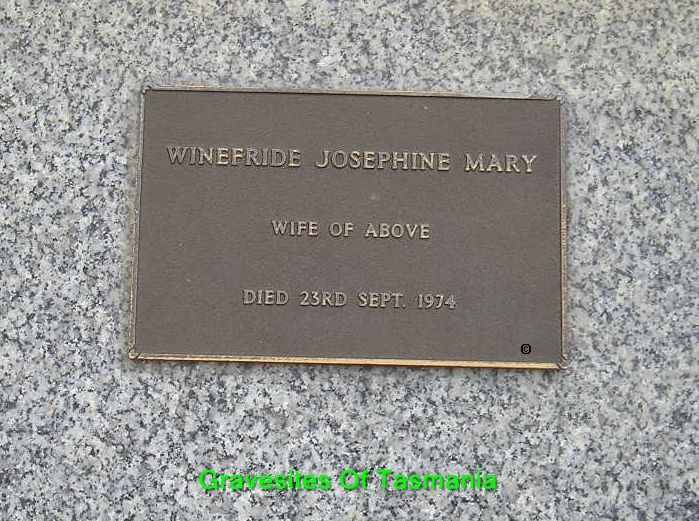 WINEFRIDE JOSEPHINE MARY
WIFE OF ABOVE
DIED 23RD SEPT. 1974
Gravesites Of Tasmania